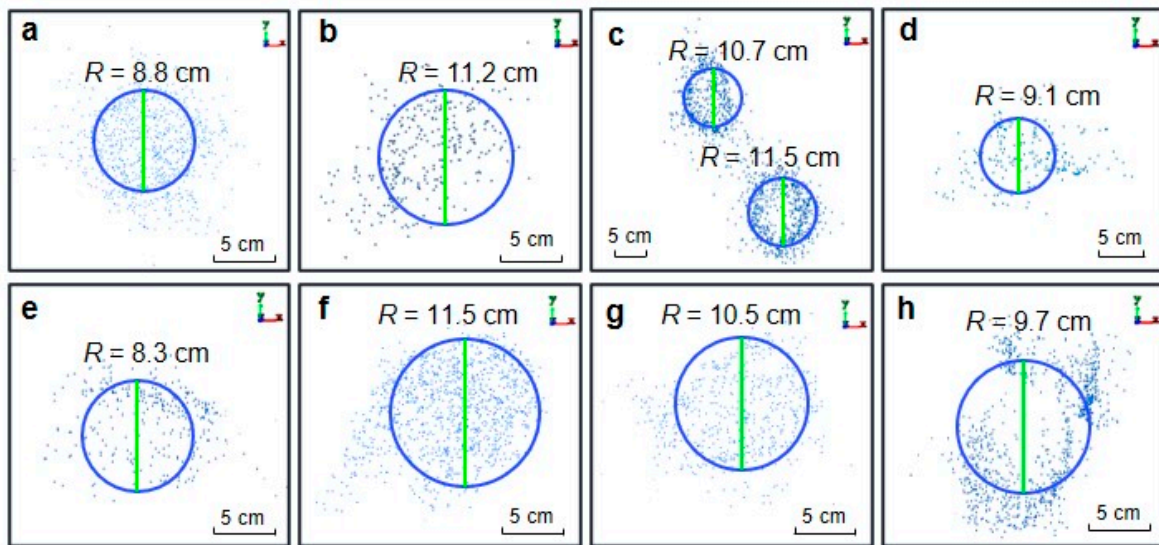 a
y
x
R = 8.8 cm
5 cm
b
y
x
R = 11.2 cm
5 cm
c
y
x
R = 10.7 cm
R = 11.5 cm
5 cm
d
y
x
R = 9.1 cm
5 cm
e
y
x
R = 8.3 cm
5 cm
f
y
x
R = 11.5 cm
5 cm
g
y
x
R = 10.5 cm
5 cm
h
y
x
R = 9.7 cm
5 cm